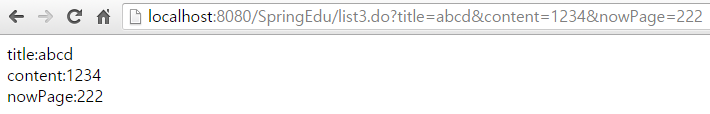 localhost:8080/SpringEdu/list3.do?title=abcd&content=1234&nowPage=222
title:abcd
content:1234
nowPage:222